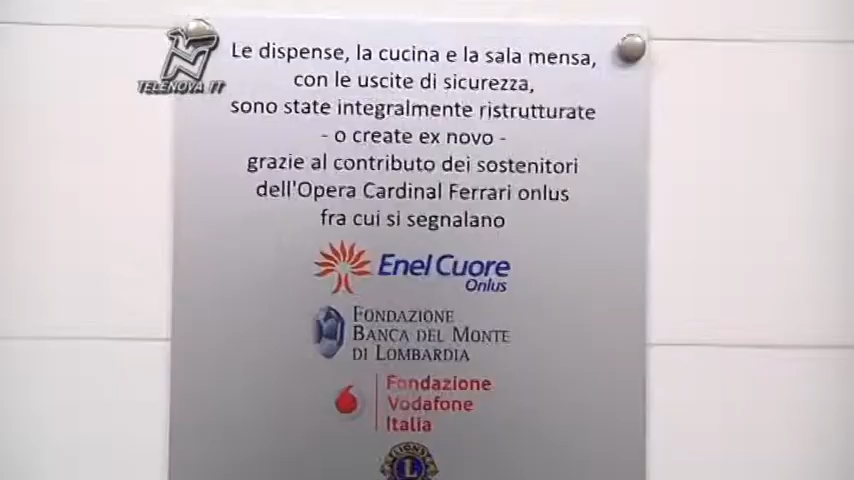 TELENOVA.TT
Le dispense, la cucina e la sala mensa,
con le uscite di sicurezza,
sono state integralmente ristrutturate
- o create ex novo -
grazie al contributo dei sostenitori
dell'Opera Cardinal Ferrari onlus
fra cui si segnalano
Enel Cuore
Onlus
FONDAZIONE
BANCA DEL MONTE
DI LOMBARDIA
Fondazione
Vodafone
Italia
LIONS
L